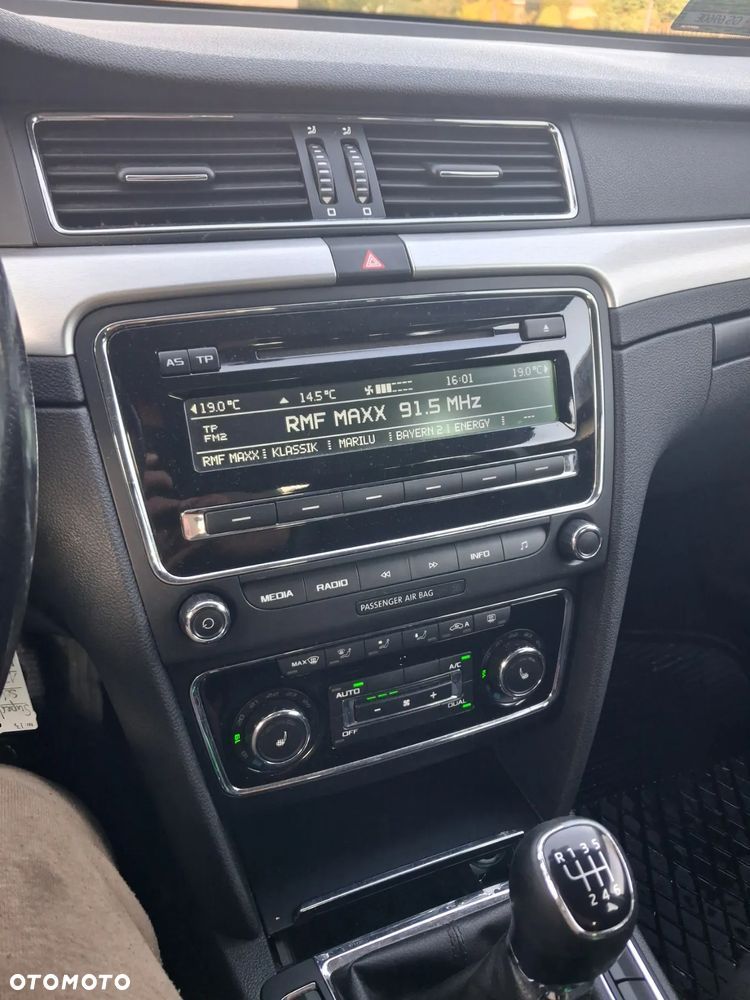 AS TP
19.0°C 14.5°C 16:01 19.0°C
TP RMF MAXX 91.5 MHz
FM2
RMF MAXX KLASSIK MARILU BAYERN 2 ENERGY ---
MEDIA RADIO INFO
PASSENGER AIR BAG
MAX A
AUTO A/C
- +
OFF DUAL
R 1 3 5
2 4 6
OTOMOTO